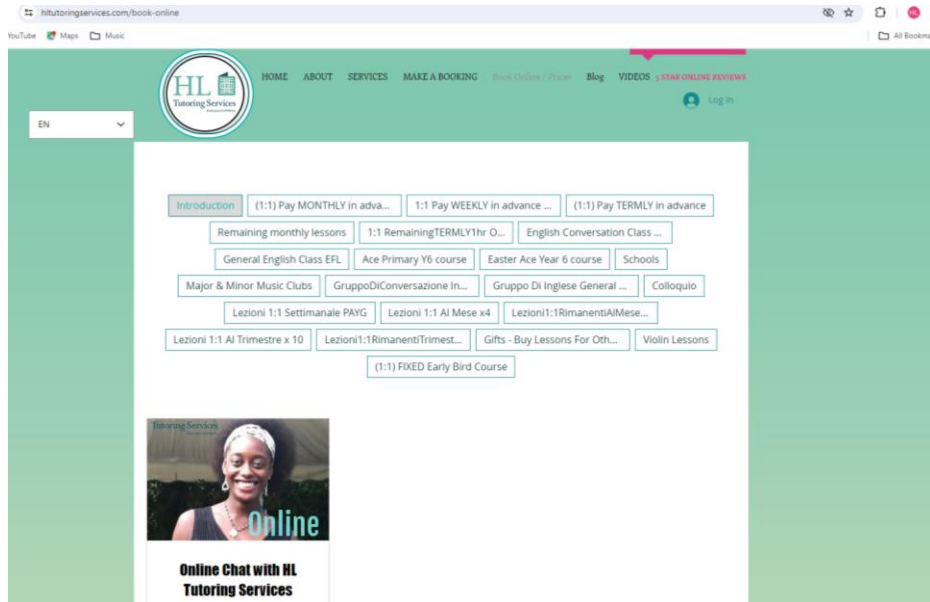 hltutoringservices.com/book-online
HL
YouTube Maps Music All Bookma
HL
Tutoring Services
HOME ABOUT SERVICES MAKE A BOOKING Book Online / Prices Blog VIDEOS 5 STAR ONLINE REVIEWS
Log In
EN
Introduction (1:1) Pay MONTHLY in adva... 1:1 Pay WEEKLY in advance ... (1:1) Pay TERMLY in advance
Remaining monthly lessons 1:1 RemainingTERMLY1hr O... English Conversation Class ...
General English Class EFL Ace Primary Y6 course Easter Ace Year 6 course Schools
Major & Minor Music Clubs GruppoDiConversazione In... Gruppo Di Inglese General ... Colloquio
Lezioni 1:1 Settimanale PAYG Lezioni 1:1 Al Mese x4 Lezioni1:1RimanentiAlMese...
Lezioni 1:1 Al Trimestre x 10 Lezioni1:1RimanentiTrimest... Gifts - Buy Lessons For Oth... Violin Lessons
(1:1) FIXED Early Bird Course
Tutoring Services
Online
Online Chat with HL
Tutoring Services